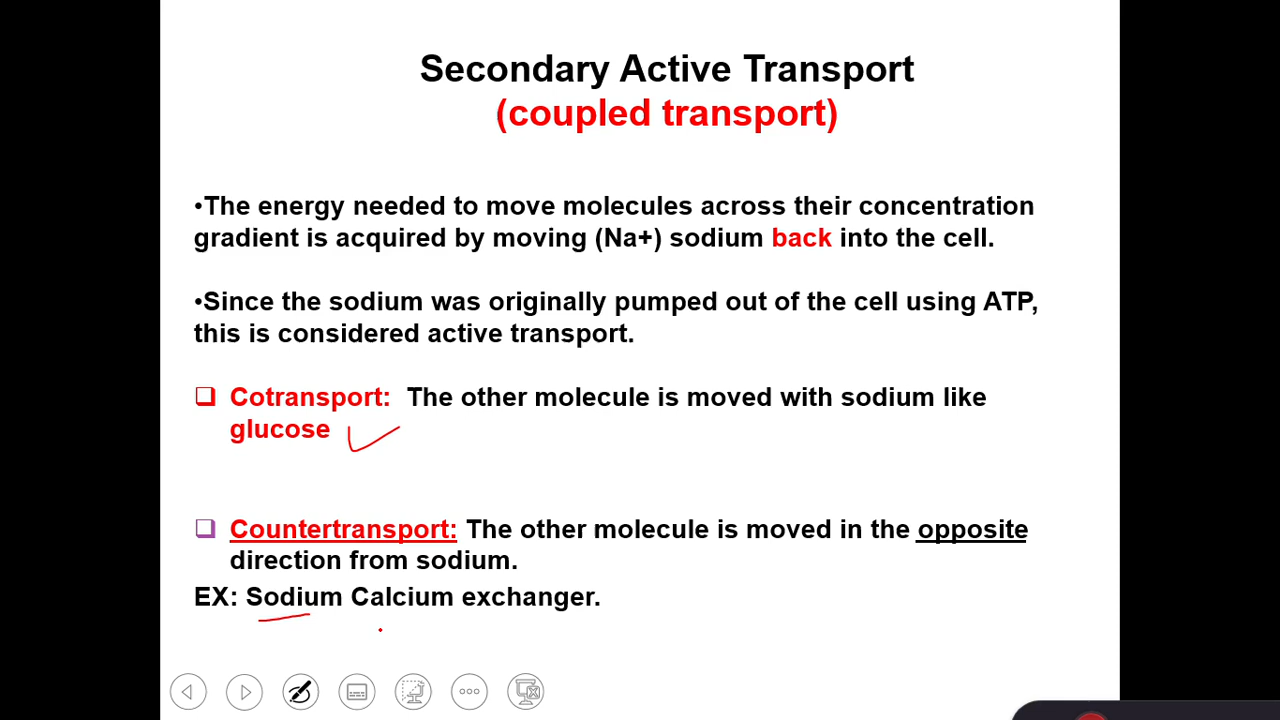 Secondary Active Transport
(coupled transport)
•The energy needed to move molecules across their concentration
gradient is acquired by moving (Na+) sodium back into the cell.
•Since the sodium was originally pumped out of the cell using ATP,
this is considered active transport.
❑ Cotransport: The other molecule is moved with sodium like
glucose
❑ Countertransport: The other molecule is moved in the opposite
direction from sodium.
EX: Sodium Calcium exchanger.